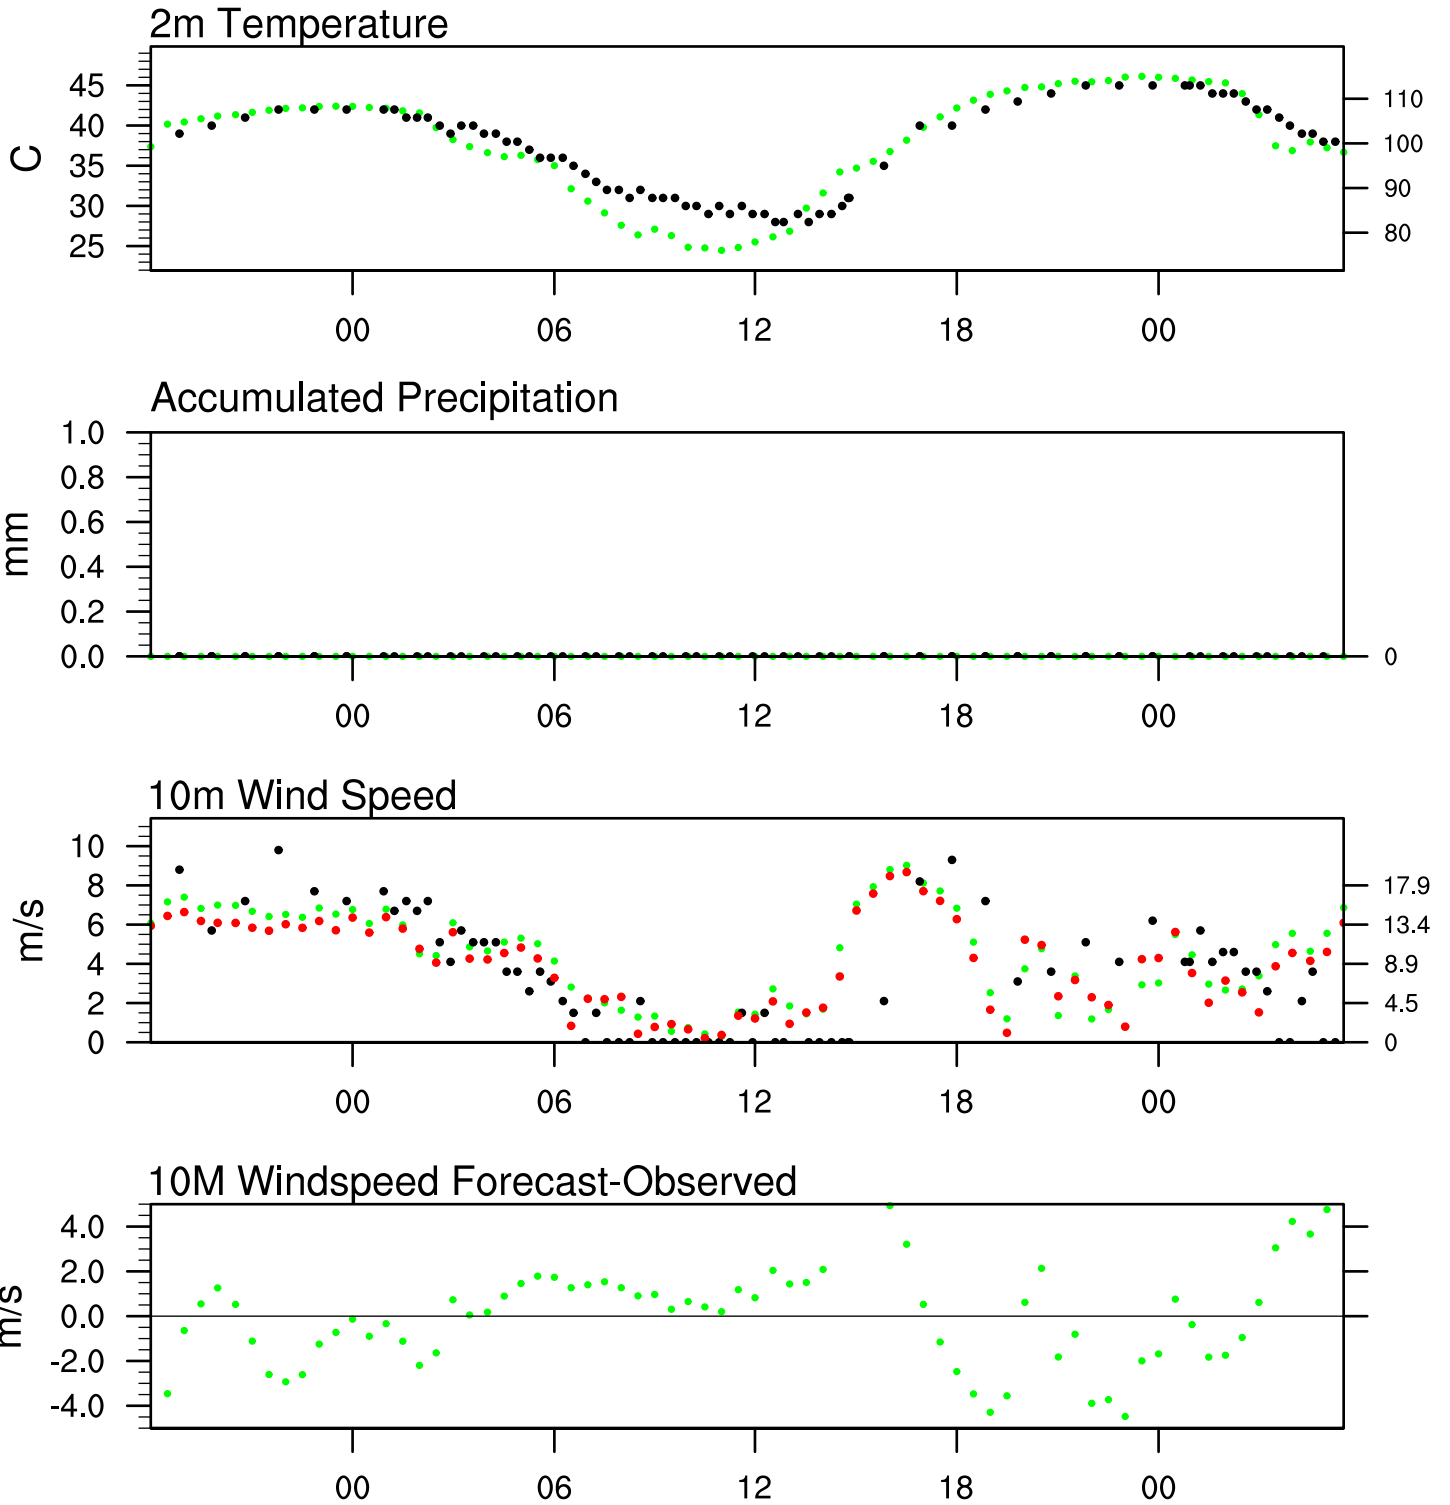 2m Temperature
C
45
40
35
30
25
110
100
90
80
00 06 12 18 00
Accumulated Precipitation
mm
1.0
0.8
0.6
0.4
0.2
0.0
0
00 06 12 18 00
10m Wind Speed
m/s
10
8
6
4
2
0
17.9
13.4
8.9
4.5
0
00 06 12 18 00
10M Windspeed Forecast-Observed
m/s
4.0
2.0
0.0
-2.0
-4.0
00 06 12 18 00